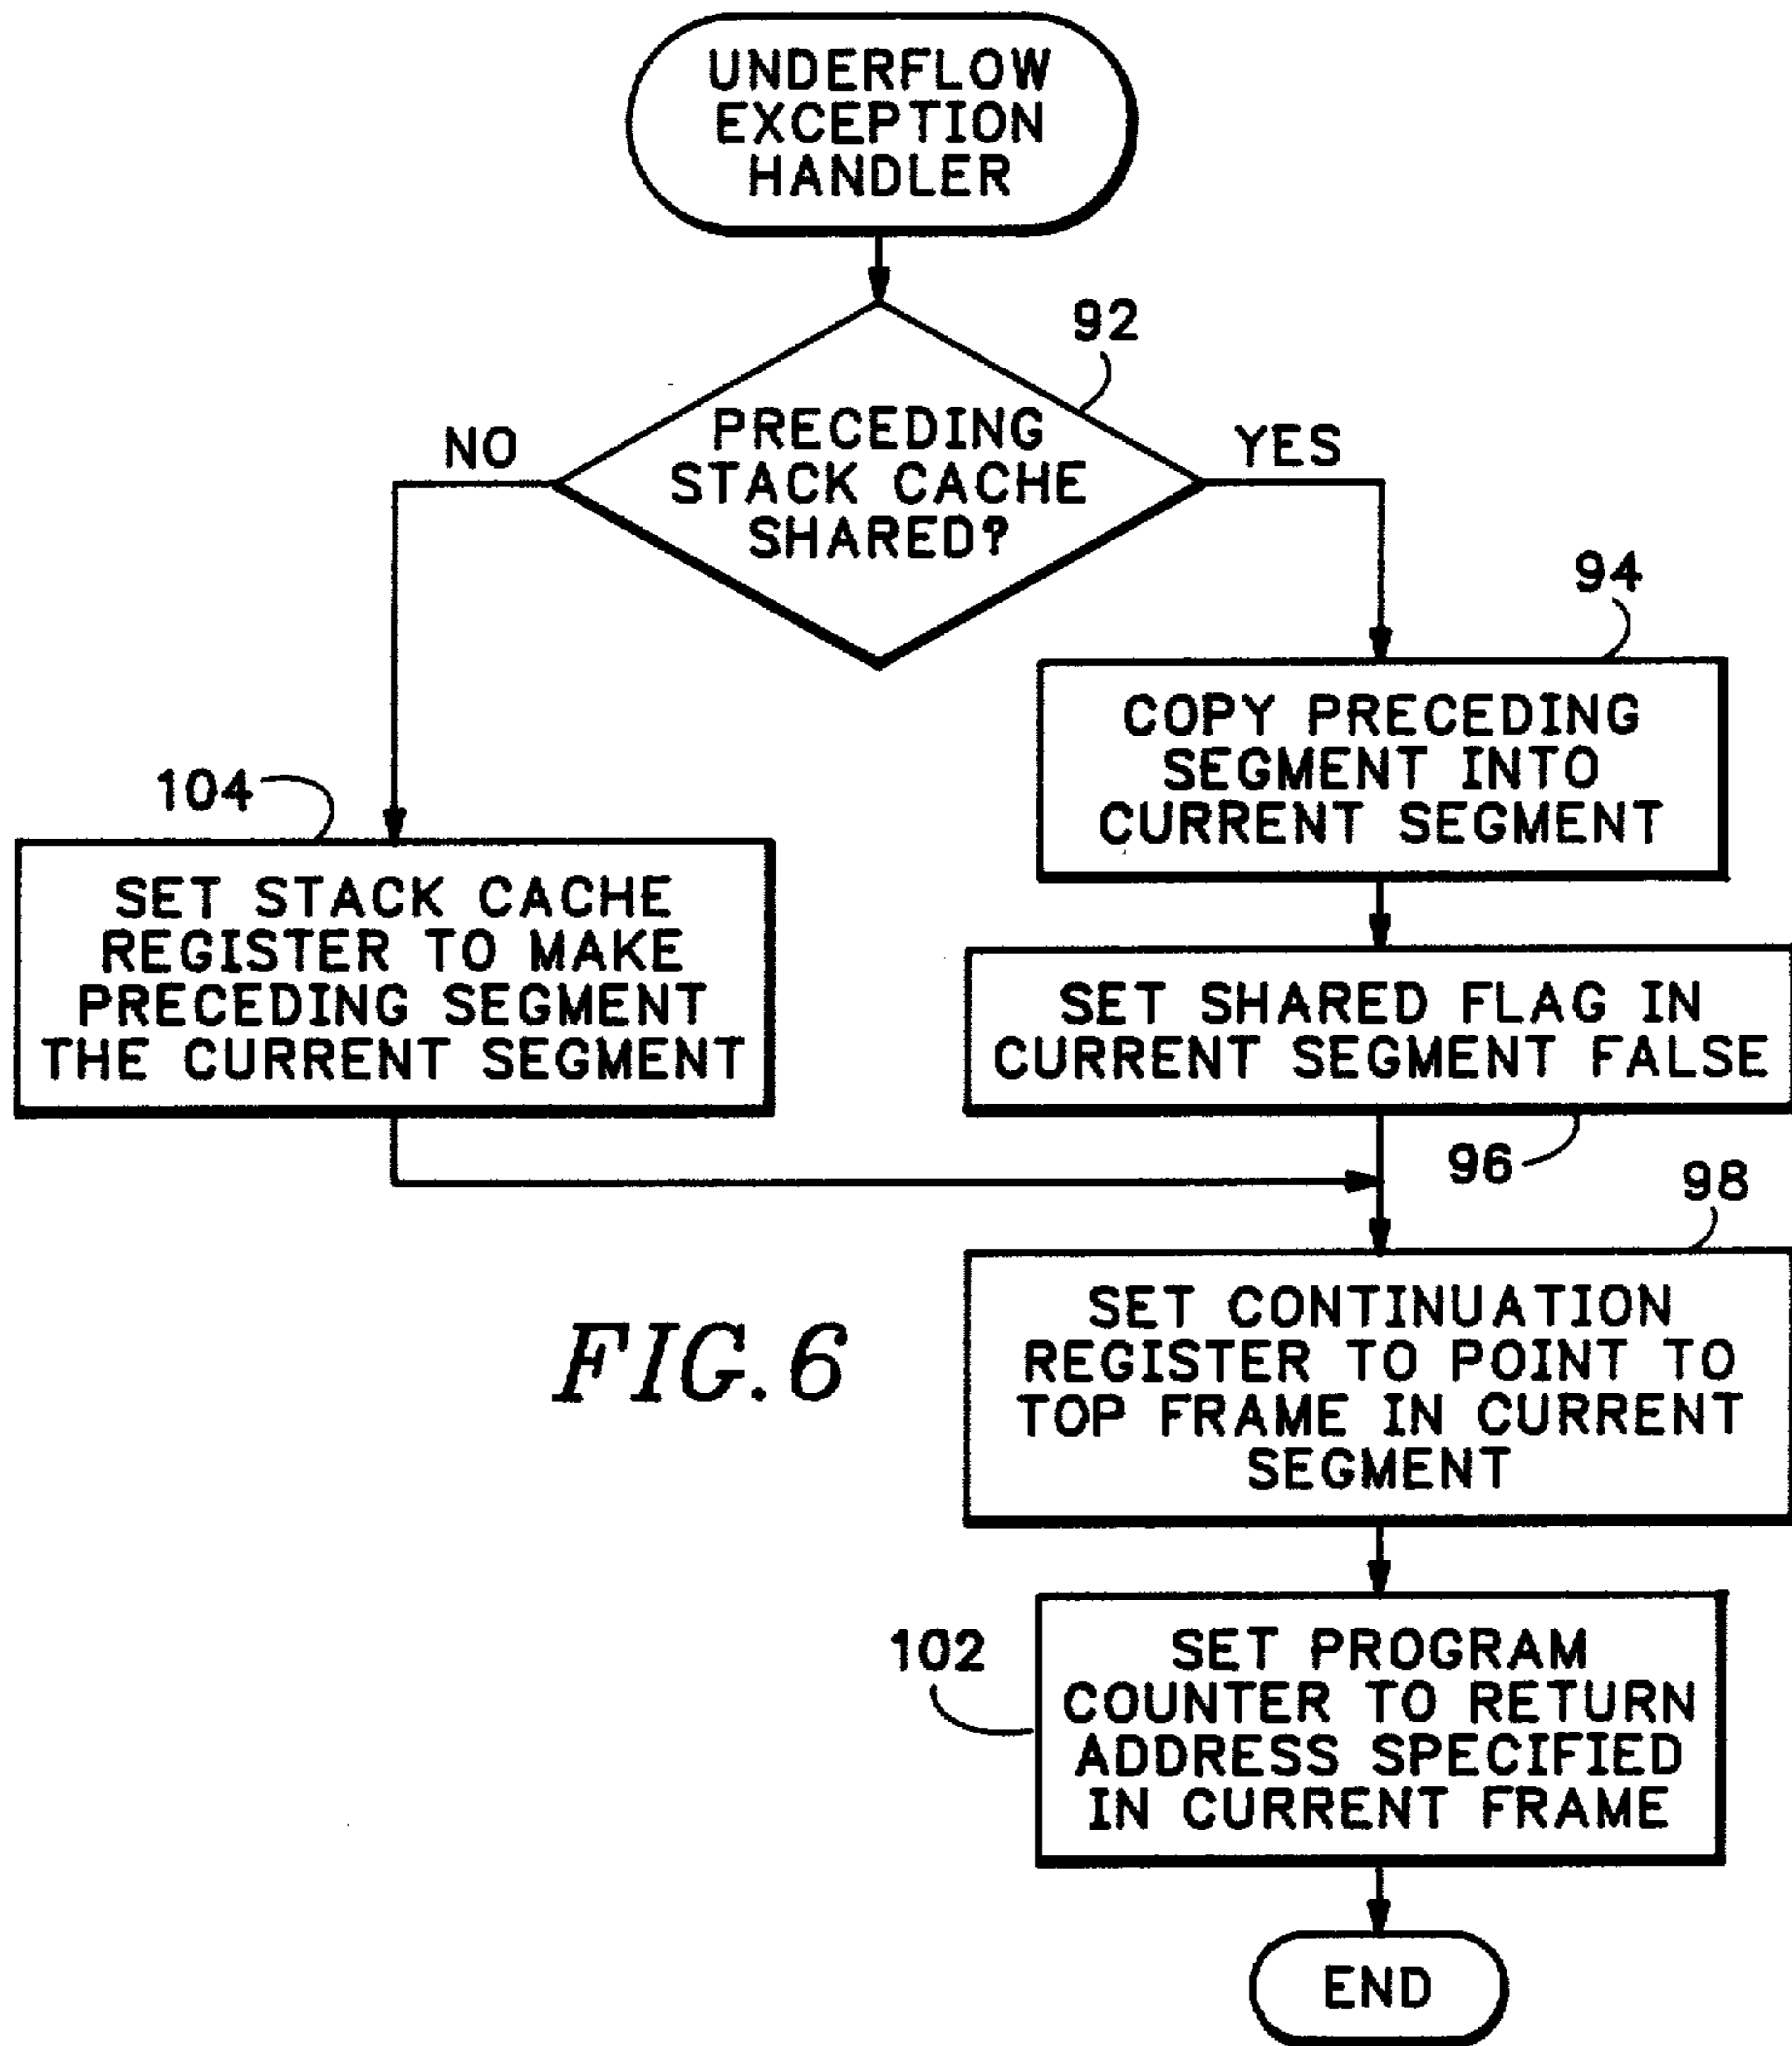 UNDERFLOW
EXCEPTION
HANDLER
92
PRECEDING
STACK CACHE
SHARED?
NO
YES
94
COPY PRECEDING
SEGMENT INTO
CURRENT SEGMENT
104
SET STACK CACHE
REGISTER TO MAKE
PRECEDING SEGMENT
THE CURRENT SEGMENT
SET SHARED FLAG IN
CURRENT SEGMENT FALSE
96
98
SET CONTINUATION
REGISTER TO POINT TO
TOP FRAME IN CURRENT
SEGMENT
FIG.6
102
SET PROGRAM
COUNTER TO RETURN
ADDRESS SPECIFIED
IN CURRENT FRAME
END